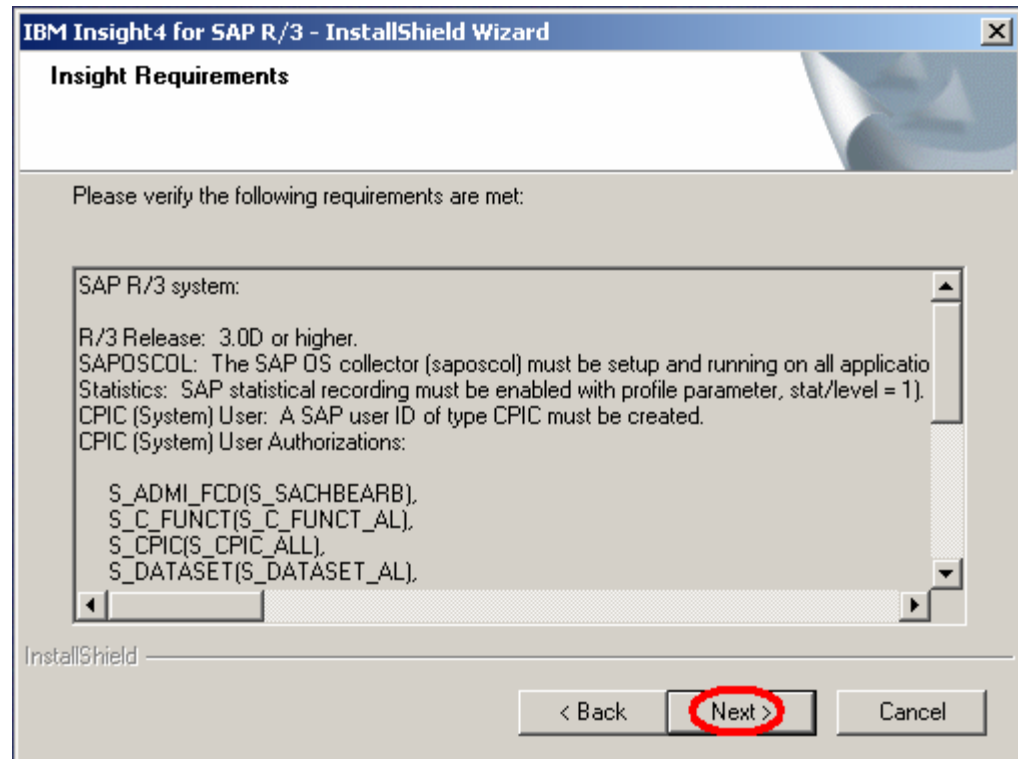 IBM Insight4 for SAP R/3 - InstallShield Wizard
Insight Requirements
Please verify the following requirements are met:
SAP R/3 system:
R/3 Release:  3.0D or higher.
SAPOSCOL:  The SAP OS collector (saposcol) must be setup and running on all applicatio
Statistics:  SAP statistical recording must be enabled with profile parameter, stat/level = 1).
CPIC (System) User:  A SAP user ID of type CPIC must be created.
CPIC (System) User Authorizations:
S_ADMI_FCD(S_SACHBEARB),
S_C_FUNCT(S_C_FUNCT_AL),
S_CPIC(S_CPIC_ALL),
S_DATASET(S_DATASET_AL),
InstallShield
< Back Next > Cancel